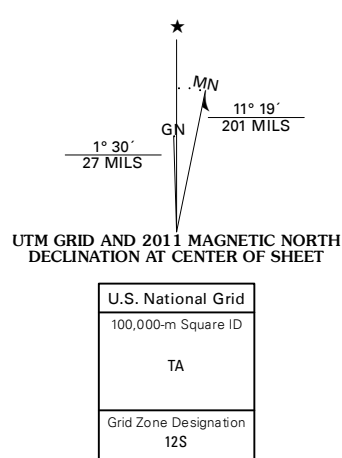 ★
MN
11° 19´
201 MILS
GN
1° 30´
27 MILS
UTM GRID AND 2011 MAGNETIC NORTH
DECLINATION AT CENTER OF SHEET
U.S. National Grid
100,000-m Square ID
TA
Grid Zone Designation
12S